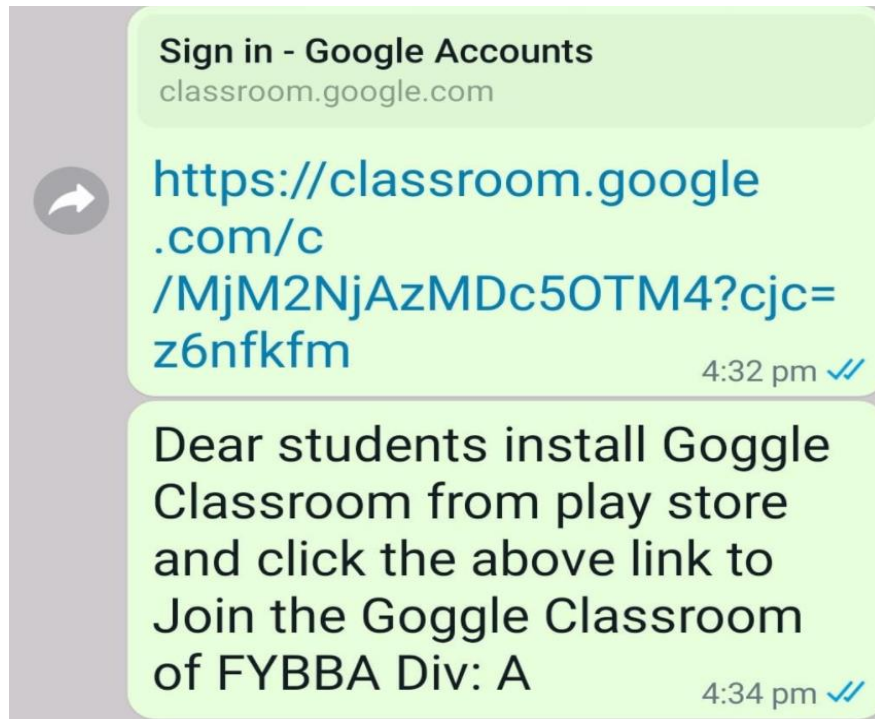 Sign in - Google Accounts
classroom.google.com
https://classroom.google
.com/c
/MjM2NjAzMDc5OTM4?cjc=
z6nfkfm
4:32 pm
Dear students install Goggle
Classroom from play store
and click the above link to
Join the Goggle Classroom
of FYBBA Div: A
4:34 pm